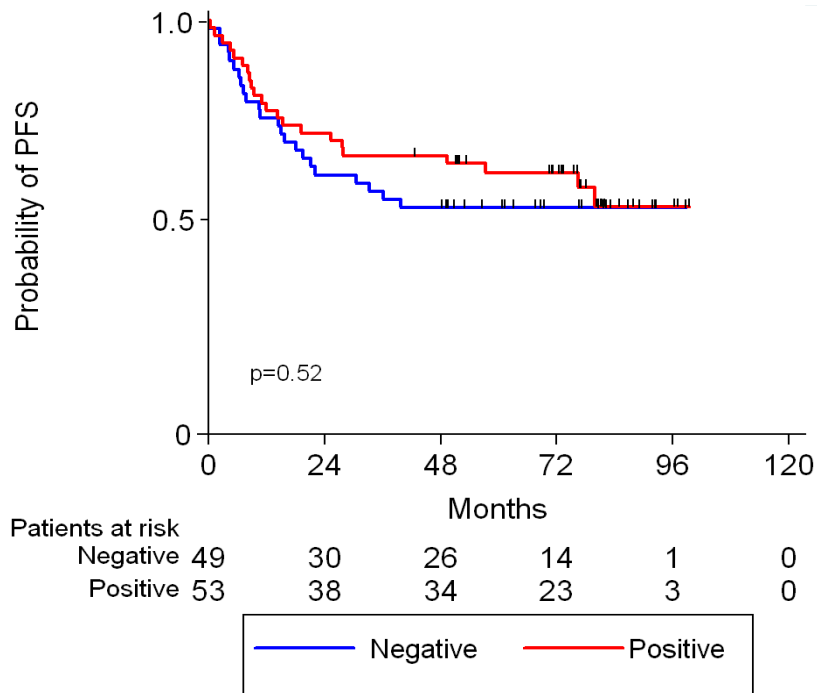 1.0
0.5
0
Probability of PFS
p=0.52
0 24 48 72 96 120
Months
Patients at risk
Negative 49 30 26 14 1 0
Positive 53 38 34 23 3 0
Negative Positive